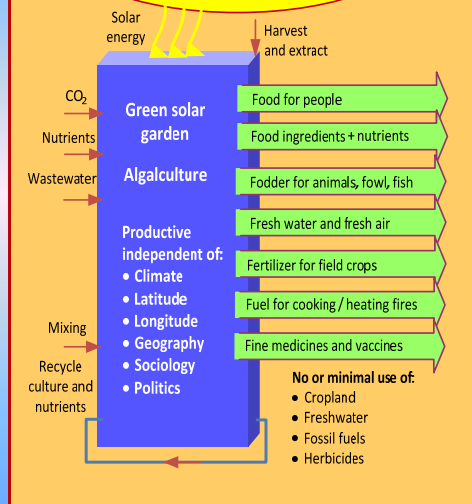 Solar
energy
Harvest
and extract
CO₂
Nutrients
Wastewater
Mixing
Recycle
culture and
nutrients
Green solar
garden
Algalculture
Productive
independent of:
• Climate
• Latitude
• Longitude
• Geography
• Sociology
• Politics
Food for people
Food ingredients + nutrients
Fodder for animals, fowl, fish
Fresh water and fresh air
Fertilizer for field crops
Fuel for cooking / heating fires
Fine medicines and vaccines
No or minimal use of:
• Cropland
• Freshwater
• Fossil fuels
• Herbicides